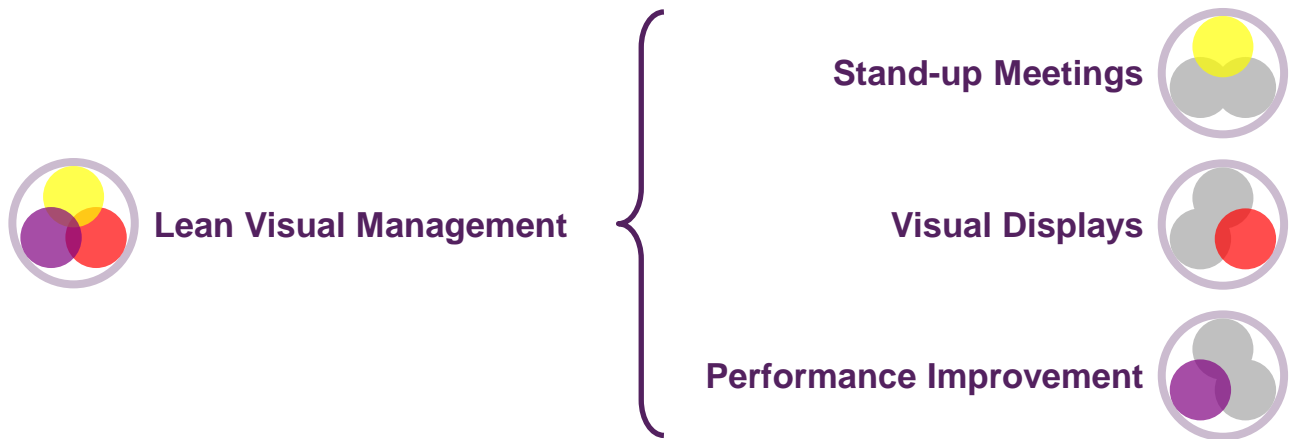 Stand-up Meetings
Lean Visual Management
Visual Displays
Performance Improvement